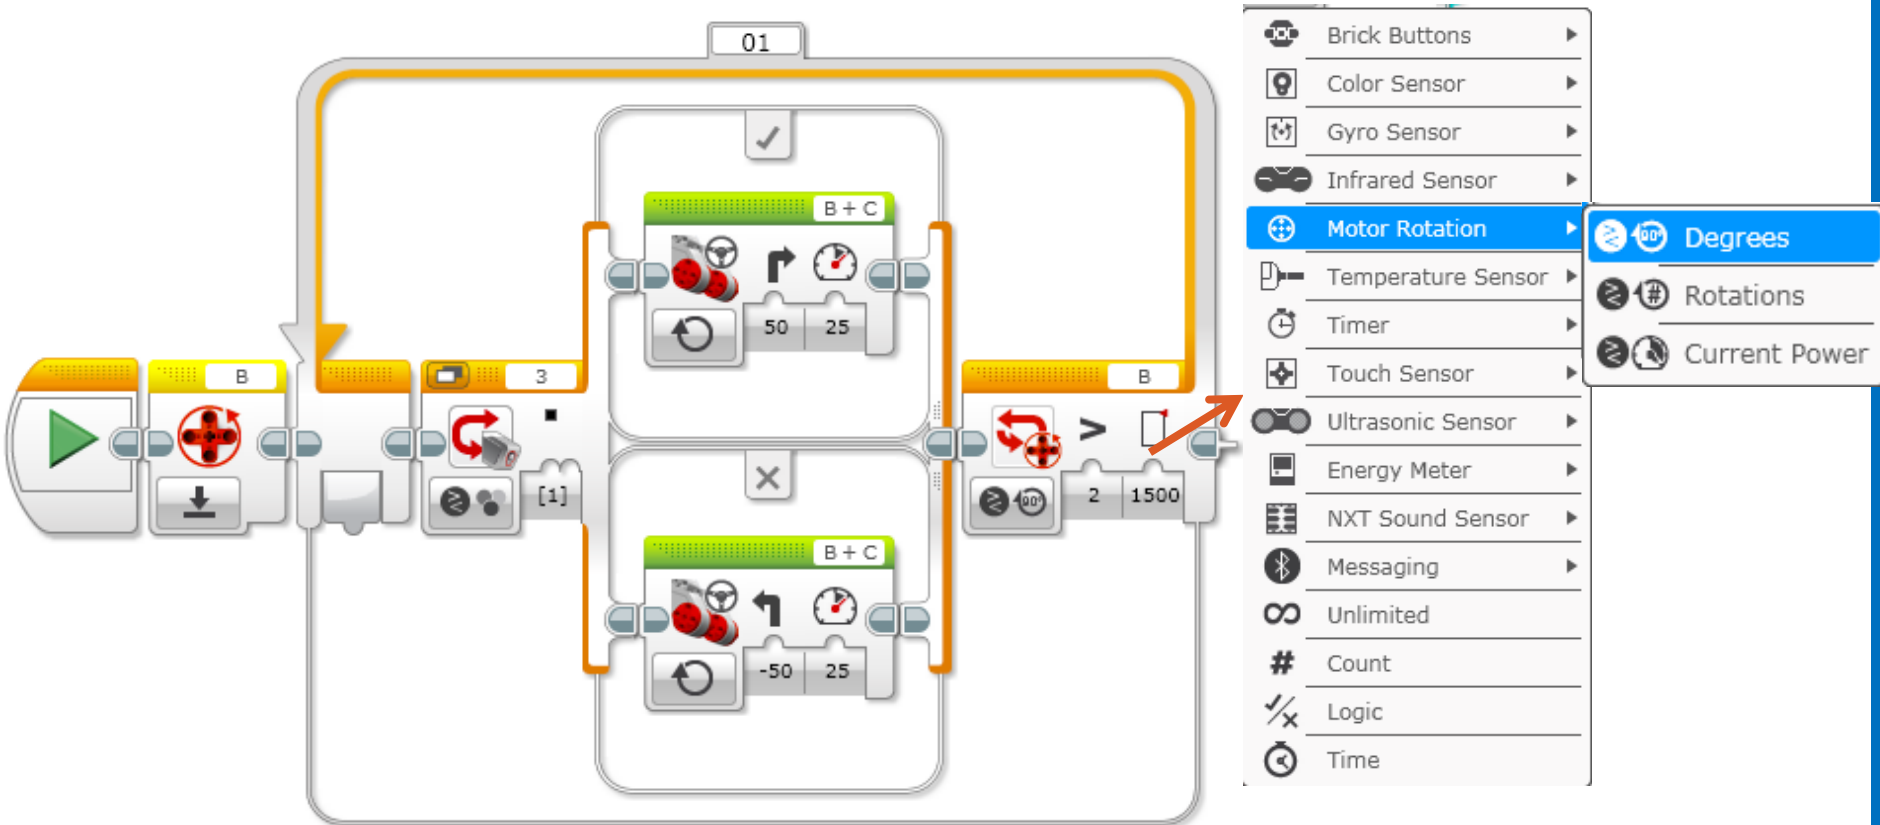 01
B
3
[1]
B + C
50 25
B + C
-50 25
B
>
2 1500
90°
Brick Buttons
Color Sensor
Gyro Sensor
Infrared Sensor
Motor Rotation
Temperature Sensor
Timer
Touch Sensor
Ultrasonic Sensor
Energy Meter
NXT Sound Sensor
Messaging
Unlimited
# Count
Logic
Time
90° Degrees
# Rotations
Current Power